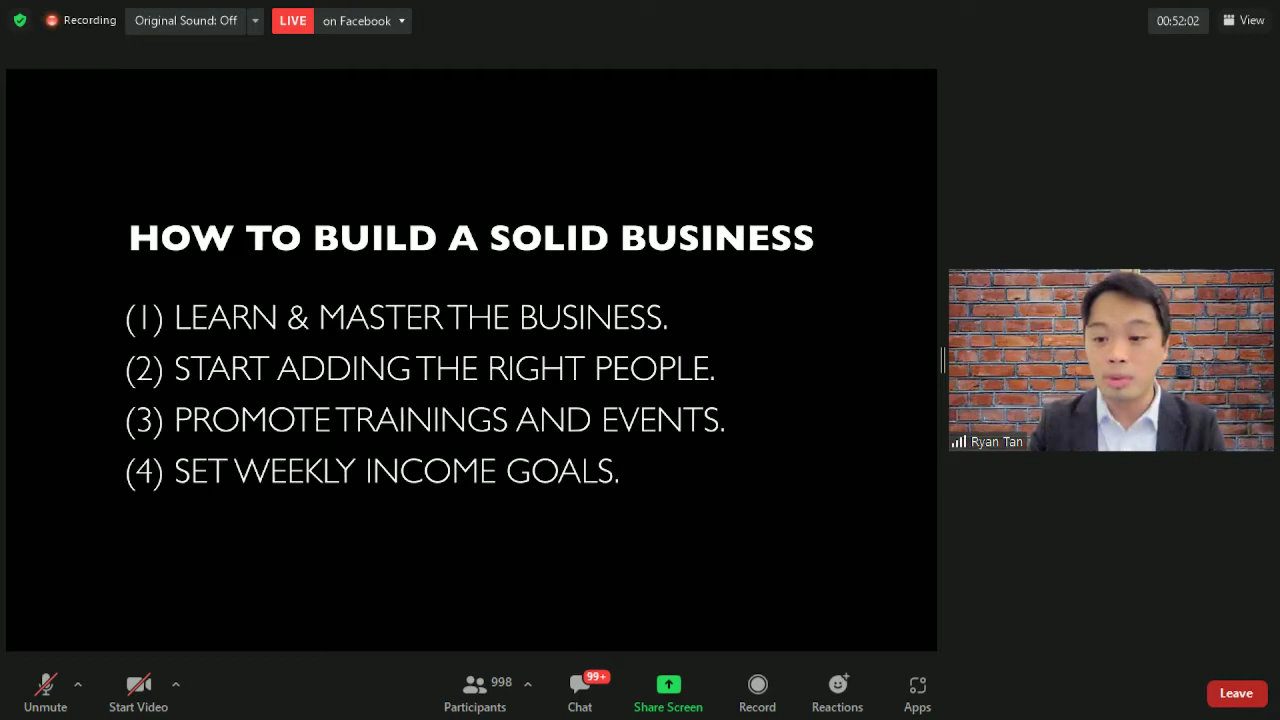 Recording
Original Sound: Off
LIVE on Facebook
00:52:02
View
HOW TO BUILD A SOLID BUSINESS
(1) LEARN & MASTER THE BUSINESS.
(2) START ADDING THE RIGHT PEOPLE.
(3) PROMOTE TRAININGS AND EVENTS.
(4) SET WEEKLY INCOME GOALS.
Ryan Tan
Unmute
Start Video
998
Participants
99+
Chat
Share Screen
Record
Reactions
Apps
Leave